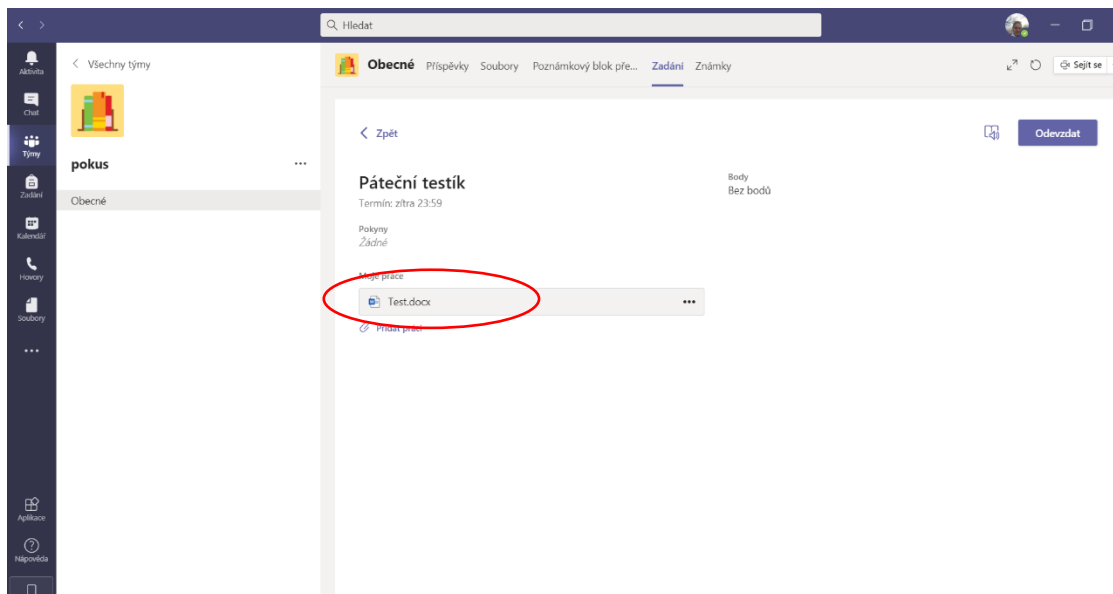 Hledat
Aktivita
Chat
Týmy
Zadání
Kalendář
Hovory
Soubory
Aplikace
Nápověda
Všechny týmy
pokus
Obecné
Obecné Příspěvky Soubory Poznámkový blok pře... Zadání Známky
Sejít se
Zpět
Odevzdat
Páteční testík
Termín: zítra 23:59
Body
Bez bodů
Pokyny
Žádné
Moje práce
Test.docx
Přidat práci